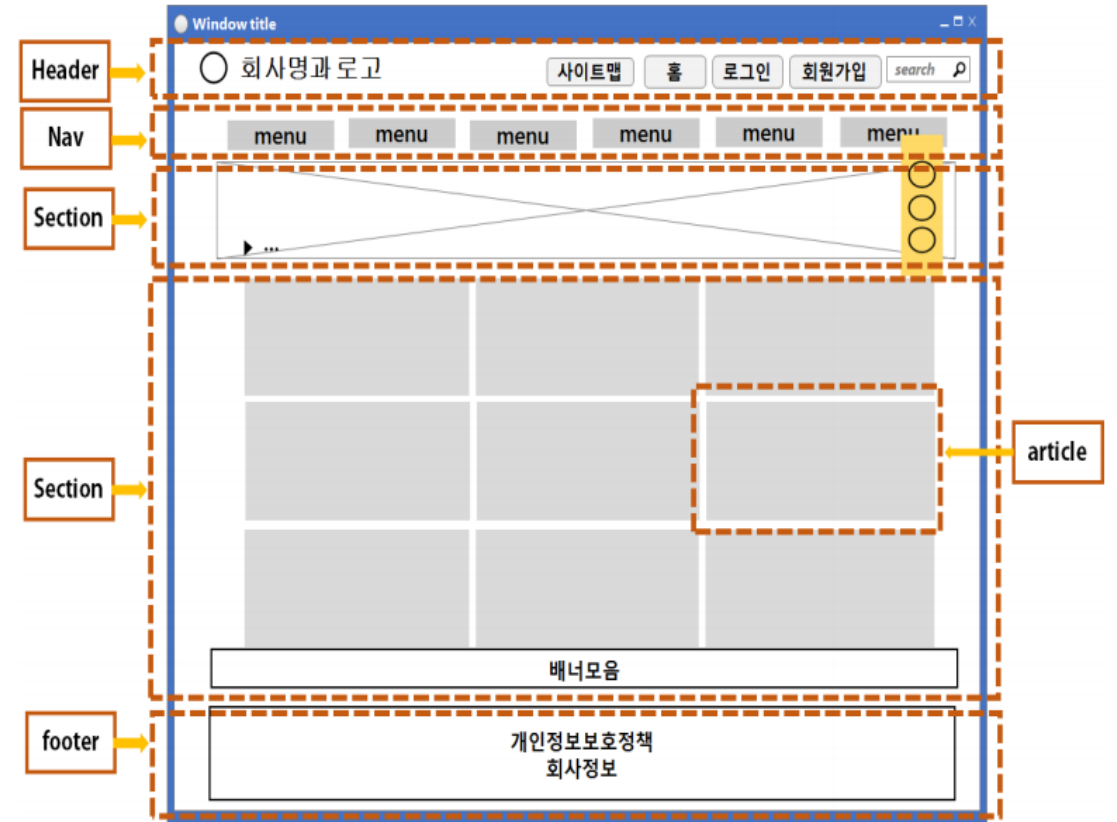 Window title
Header
회사명과로고
사이트맵 홈 로그인 회원가입 search
Nav
menu menu menu menu menu menu
Section
...
Section
article
배너모음
footer
개인정보보호정책
회사정보